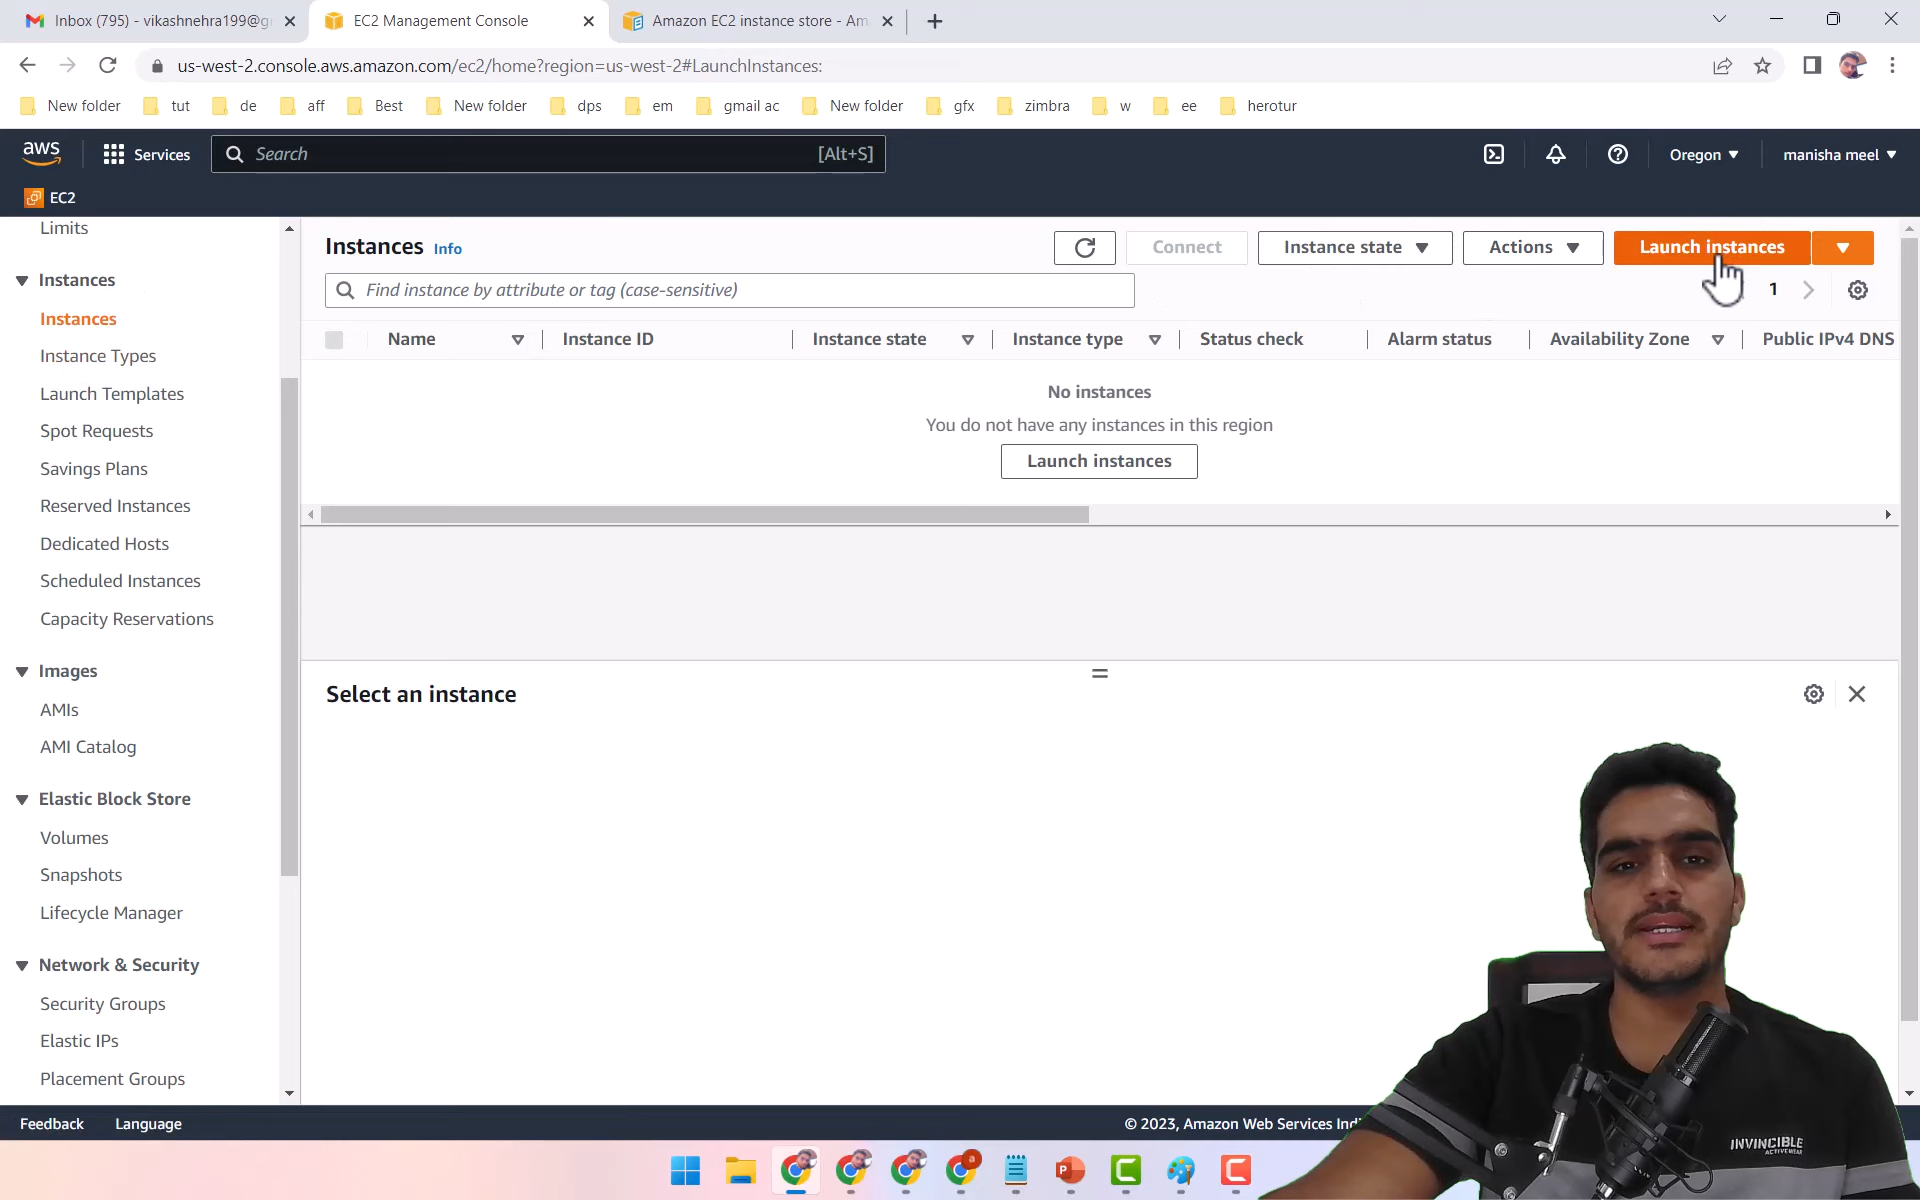 Inbox (795) - vikashnehra199@g
EC2 Management Console
Amazon EC2 instance store - Am
us-west-2.console.aws.amazon.com/ec2/home?region=us-west-2#LaunchInstances:
New folder tut de aff Best New folder dps em gmail ac New folder gfx zimbra w ee herotur
aws Services Search [Alt+S] Oregon manisha meel
EC2
Limits
Instances
Instances
Instance Types
Launch Templates
Spot Requests
Savings Plans
Reserved Instances
Dedicated Hosts
Scheduled Instances
Capacity Reservations
Images
AMIs
AMI Catalog
Elastic Block Store
Volumes
Snapshots
Lifecycle Manager
Network & Security
Security Groups
Elastic IPs
Placement Groups
Instances Info Connect Instance state Actions Launch instances
Find instance by attribute or tag (case-sensitive) 1
Name Instance ID Instance state Instance type Status check Alarm status Availability Zone Public IPv4 DNS
No instances
You do not have any instances in this region
Launch instances
Select an instance
INVINCIBLE
ACTIVEWEAR
Feedback Language © 2023, Amazon Web Services Indi
a
P